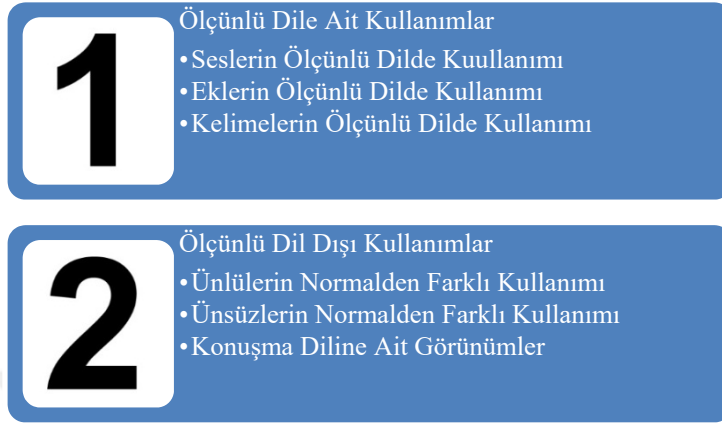 1
Ölçünlü Dile Ait Kullanımlar
•Seslerin Ölçünlü Dilde Kuullanımı
•Eklerin Ölçünlü Dilde Kullanımı
•Kelimelerin Ölçünlü Dilde Kullanımı
2
Ölçünlü Dil Dışı Kullanımlar
•Ünlülerin Normalden Farklı Kullanımı
•Ünsüzlerin Normalden Farklı Kullanımı
•Konuşma Diline Ait Görünümler